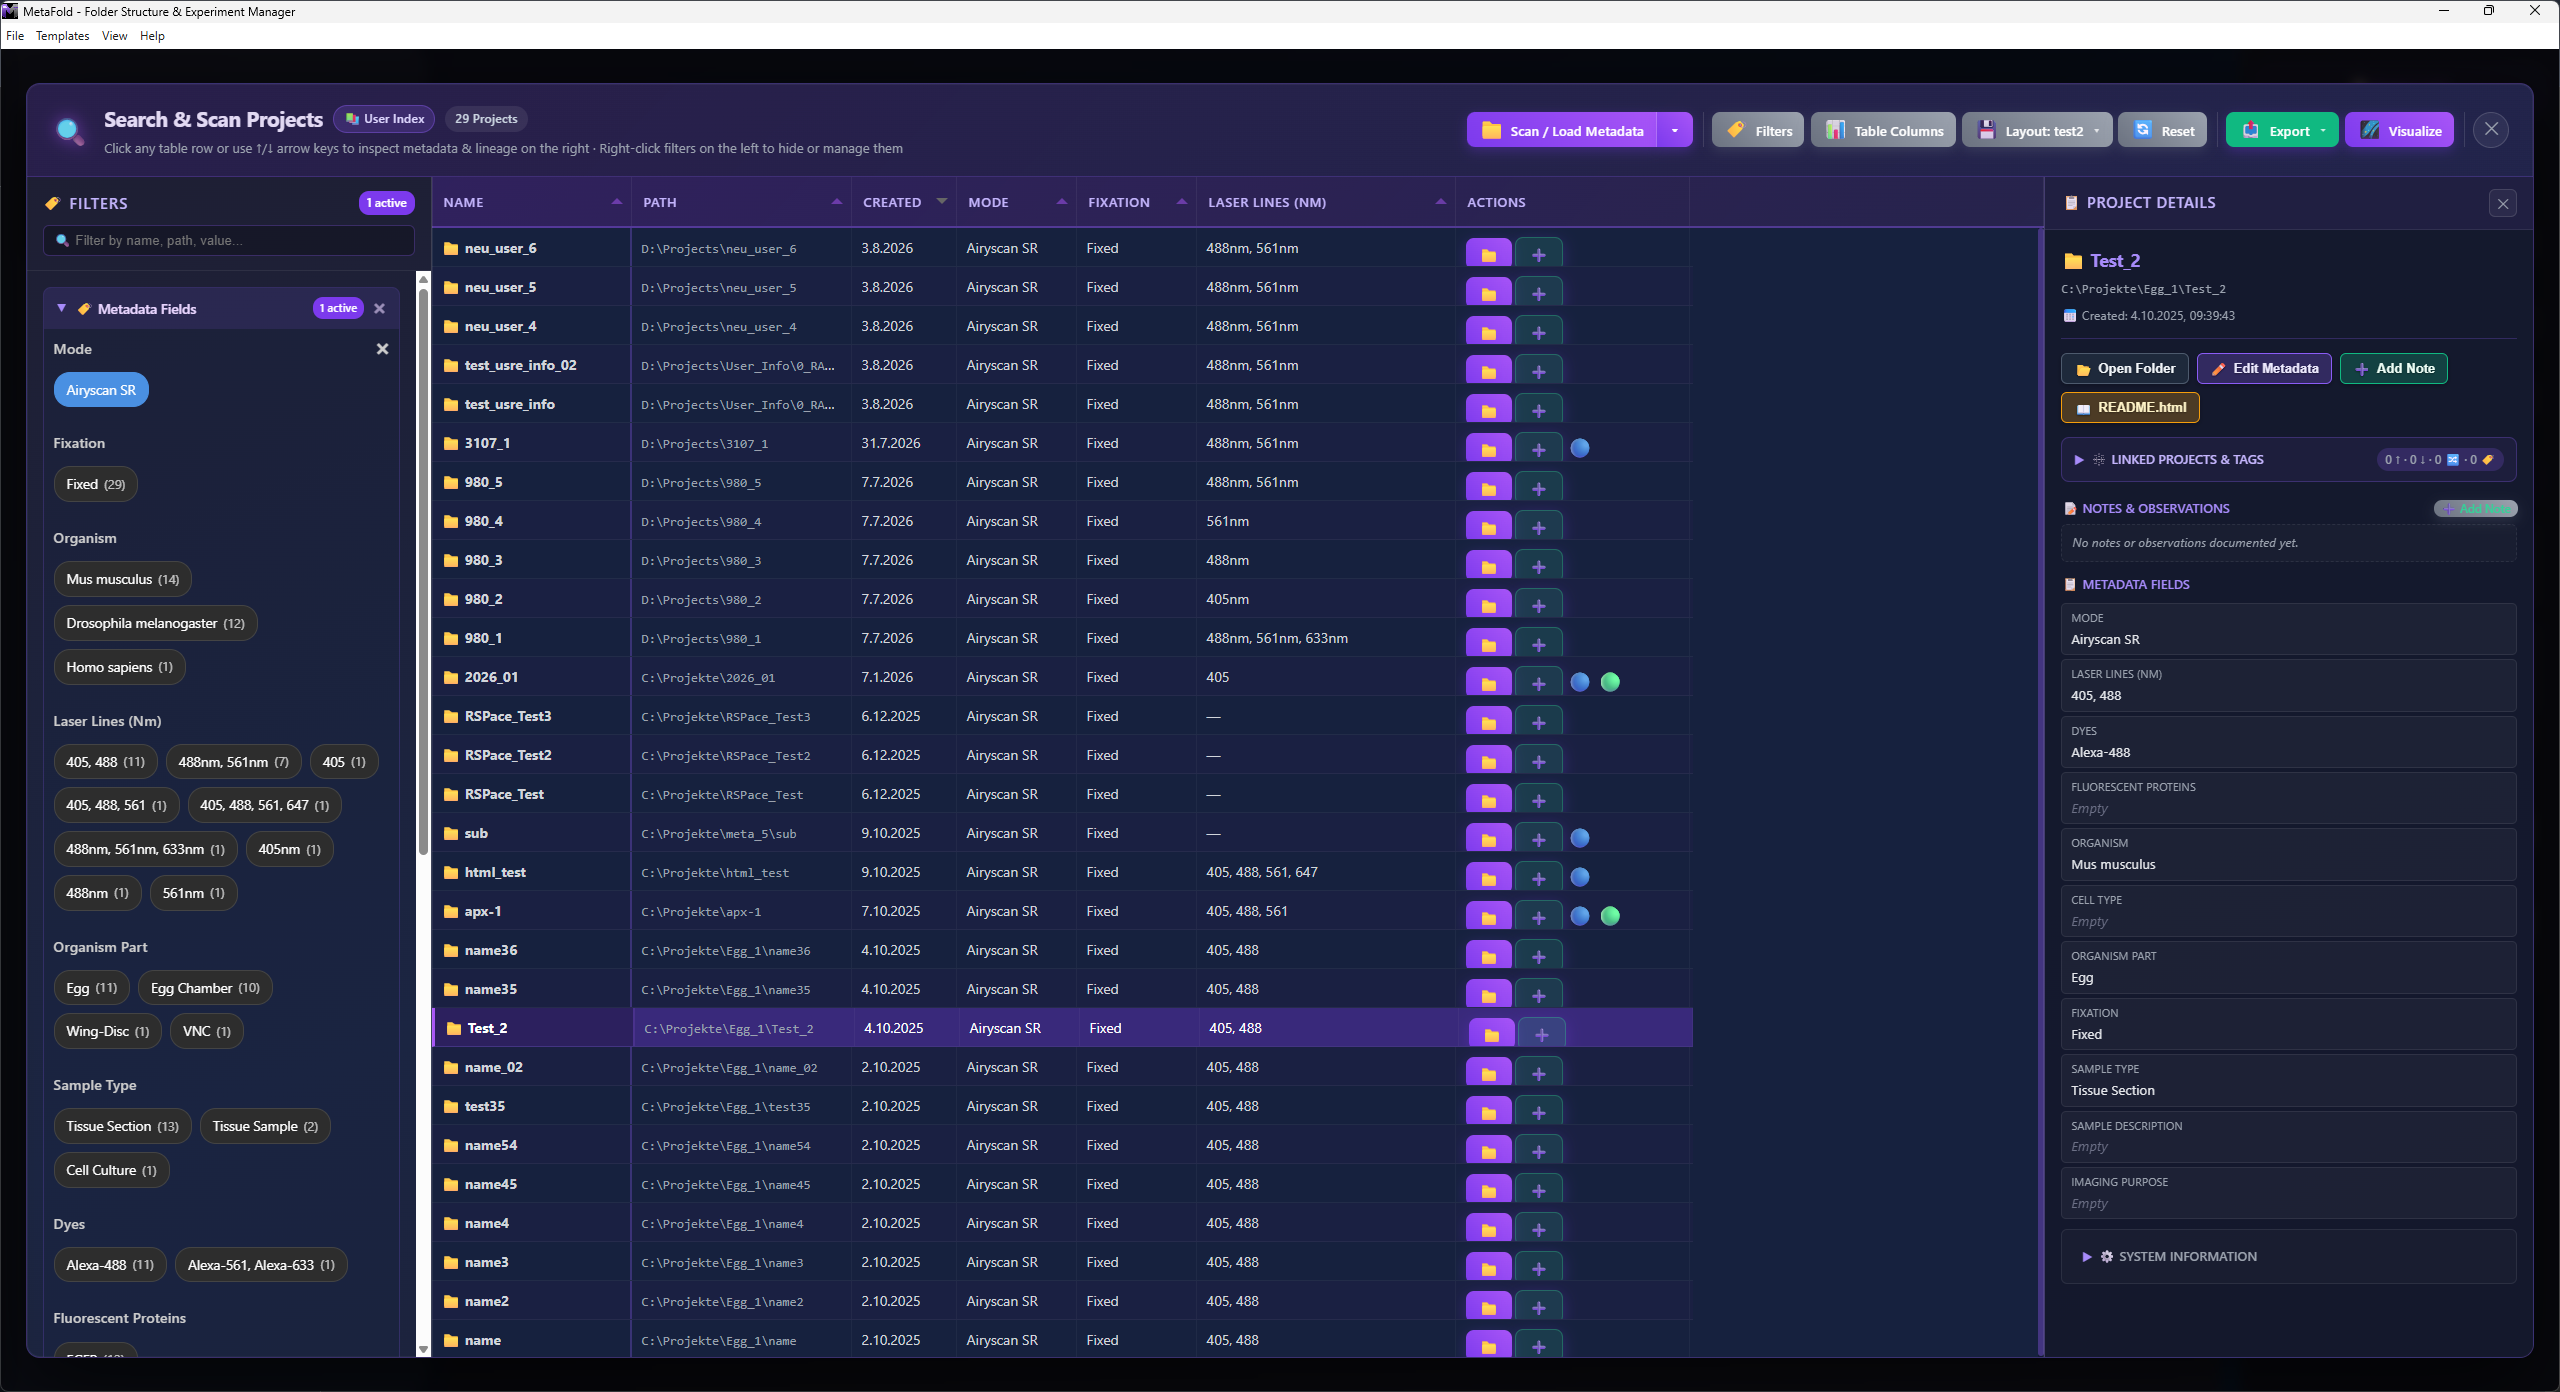 MetaFold - Folder Structure & Experiment Manager
File Templates View Help
Search & Scan Projects User Index 29 Projects
Click any table row or use ↑/↓ arrow keys to inspect metadata & lineage on the right · Right-click filters on the left to hide or manage them
Scan / Load Metadata Filters Table Columns Layout: test2 Reset Export Visualize
FILTERS 1 active
Filter by name, path, value...
Metadata Fields 1 active
Mode
Airyscan SR
Fixation
Fixed (29)
Organism
Mus musculus (14)
Drosophila melanogaster (12)
Homo sapiens (1)
Laser Lines (Nm)
405, 488 (11) 488nm, 561nm (7) 405 (1)
405, 488, 561 (1) 405, 488, 561, 647 (1)
488nm, 561nm, 633nm (1) 405nm (1)
488nm (1) 561nm (1)
Organism Part
Egg (11) Egg Chamber (10)
Wing-Disc (1) VNC (1)
Sample Type
Tissue Section (13) Tissue Sample (2)
Cell Culture (1)
Dyes
Alexa-488 (11) Alexa-561, Alexa-633 (1)
Fluorescent Proteins
NAME PATH CREATED MODE FIXATION LASER LINES (NM) ACTIONS
neu_user_6 D:\Projects\neu_user_6 3.8.2026 Airyscan SR Fixed 488nm, 561nm
neu_user_5 D:\Projects\neu_user_5 3.8.2026 Airyscan SR Fixed 488nm, 561nm
neu_user_4 D:\Projects\neu_user_4 3.8.2026 Airyscan SR Fixed 488nm, 561nm
test_usre_info_02 D:\Projects\User_Info\0_RA... 3.8.2026 Airyscan SR Fixed 488nm, 561nm
test_usre_info D:\Projects\User_Info\0_RA... 3.8.2026 Airyscan SR Fixed 488nm, 561nm
3107_1 D:\Projects\3107_1 31.7.2026 Airyscan SR Fixed 488nm, 561nm
980_5 D:\Projects\980_5 7.7.2026 Airyscan SR Fixed 488nm, 561nm
980_4 D:\Projects\980_4 7.7.2026 Airyscan SR Fixed 561nm
980_3 D:\Projects\980_3 7.7.2026 Airyscan SR Fixed 488nm
980_2 D:\Projects\980_2 7.7.2026 Airyscan SR Fixed 405nm
980_1 D:\Projects\980_1 7.7.2026 Airyscan SR Fixed 488nm, 561nm, 633nm
2026_01 C:\Projekte\2026_01 7.1.2026 Airyscan SR Fixed 405
RSPace_Test3 C:\Projekte\RSPace_Test3 6.12.2025 Airyscan SR Fixed —
RSPace_Test2 C:\Projekte\RSPace_Test2 6.12.2025 Airyscan SR Fixed —
RSPace_Test C:\Projekte\RSPace_Test 6.12.2025 Airyscan SR Fixed —
sub C:\Projekte\meta_5\sub 9.10.2025 Airyscan SR Fixed —
html_test C:\Projekte\html_test 9.10.2025 Airyscan SR Fixed 405, 488, 561, 647
apx-1 C:\Projekte\apx-1 7.10.2025 Airyscan SR Fixed 405, 488, 561
name36 C:\Projekte\Egg_1\name36 4.10.2025 Airyscan SR Fixed 405, 488
name35 C:\Projekte\Egg_1\name35 4.10.2025 Airyscan SR Fixed 405, 488
Test_2 C:\Projekte\Egg_1\Test_2 4.10.2025 Airyscan SR Fixed 405, 488
name_02 C:\Projekte\Egg_1\name_02 2.10.2025 Airyscan SR Fixed 405, 488
test35 C:\Projekte\Egg_1\test35 2.10.2025 Airyscan SR Fixed 405, 488
name54 C:\Projekte\Egg_1\name54 2.10.2025 Airyscan SR Fixed 405, 488
name45 C:\Projekte\Egg_1\name45 2.10.2025 Airyscan SR Fixed 405, 488
name4 C:\Projekte\Egg_1\name4 2.10.2025 Airyscan SR Fixed 405, 488
name3 C:\Projekte\Egg_1\name3 2.10.2025 Airyscan SR Fixed 405, 488
name2 C:\Projekte\Egg_1\name2 2.10.2025 Airyscan SR Fixed 405, 488
name C:\Projekte\Egg_1\name 2.10.2025 Airyscan SR Fixed 405, 488
PROJECT DETAILS
Test_2
C:\Projekte\Egg_1\Test_2
Created: 4.10.2025, 09:39:43
Open Folder Edit Metadata Add Note
README.html
LINKED PROJECTS & TAGS 0 ↑ · 0 ↓ · 0 · 0
NOTES & OBSERVATIONS Add Note
No notes or observations documented yet.
METADATA FIELDS
MODE
Airyscan SR
LASER LINES (NM)
405, 488
DYES
Alexa-488
FLUORESCENT PROTEINS
Empty
ORGANISM
Mus musculus
CELL TYPE
Empty
ORGANISM PART
Egg
FIXATION
Fixed
SAMPLE TYPE
Tissue Section
SAMPLE DESCRIPTION
Empty
IMAGING PURPOSE
Empty
SYSTEM INFORMATION